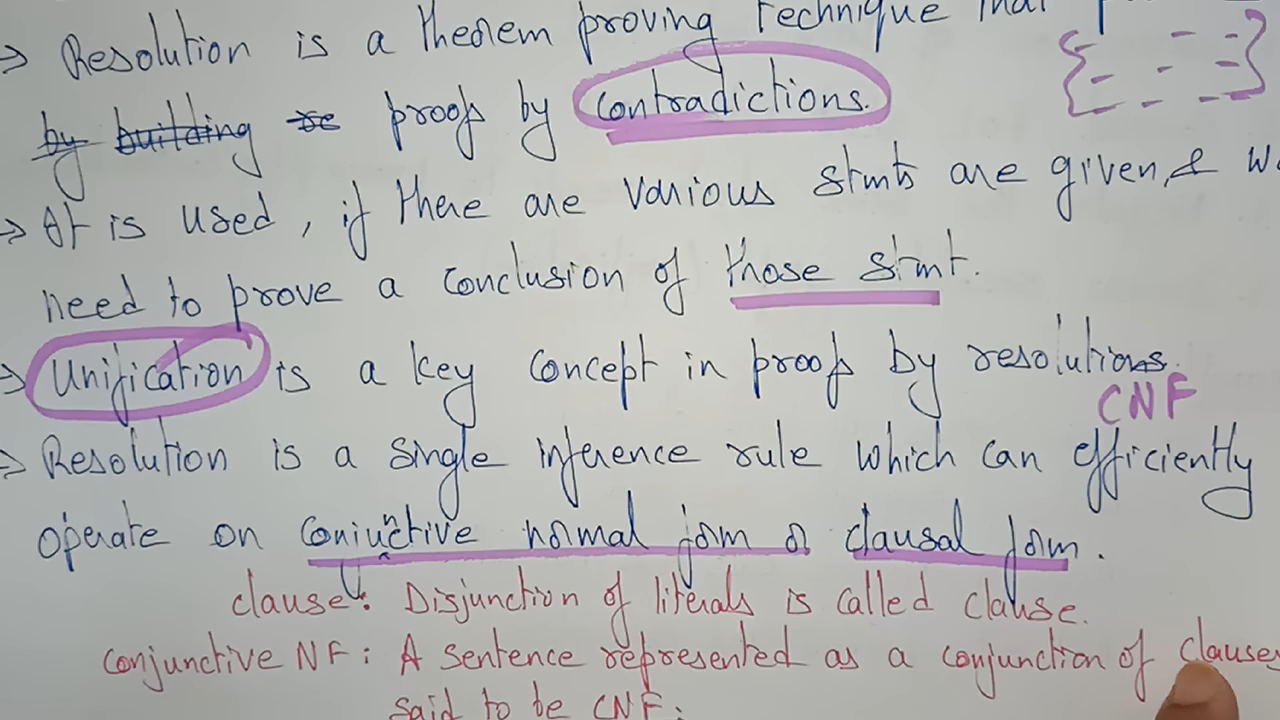 ⇒ Resolution is a theorem proving technique that
by building re proof by contradictions.
⇒ It is used, if there are various stmts are given, & w
need to prove a conclusion of those stmt.
⇒ Unification is a key concept in proof by resolutions.
CNF
⇒ Resolution is a single inference rule which can efficiently
operate on conjunctive normal form or clausal form.
clause: Disjunction of literals is called clause.
conjunctive NF: A sentence represented as a conjunction of clauses
said to be CNF: